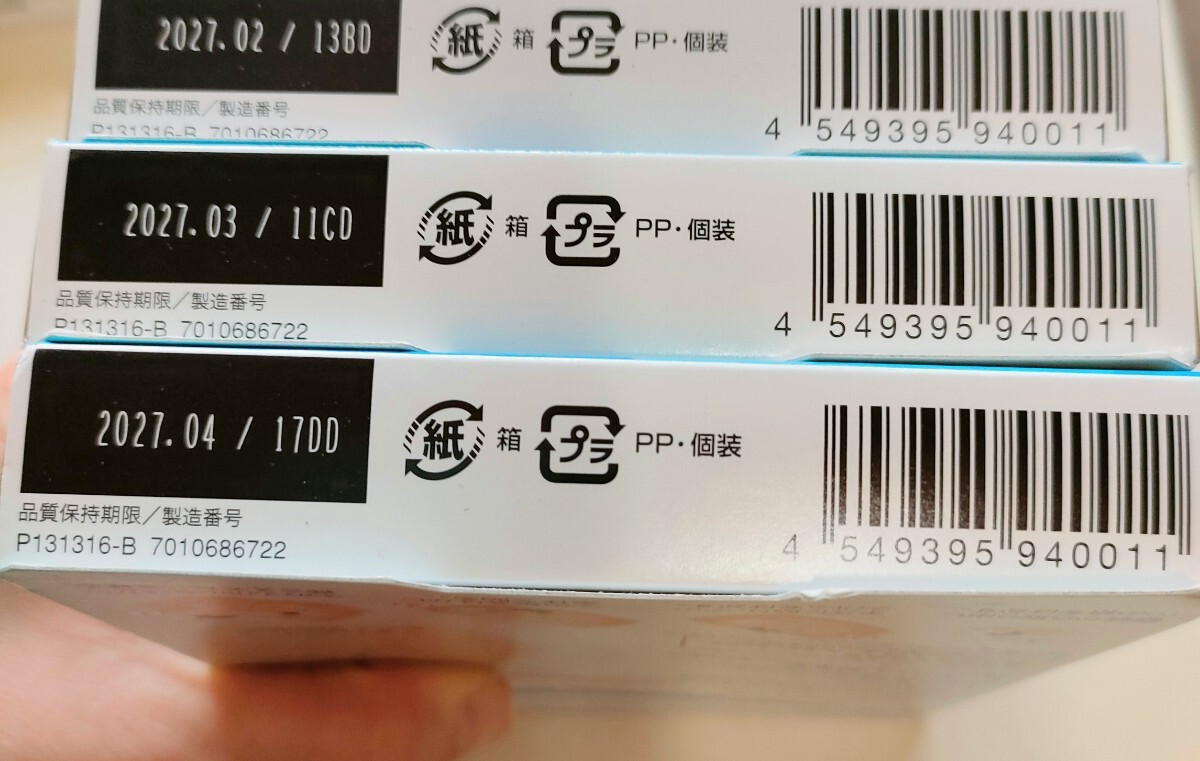 2027.02 / 13BD
紙 箱 プラ PP・個装
品質保持期限／製造番号
P131316-B 7010686722
4 549395 940011
2027.03 / 11CD
紙 箱 プラ PP・個装
品質保持期限／製造番号
P131316-B 7010686722
4 549395 940011
2027.04 / 17DD
紙 箱 プラ PP・個装
品質保持期限／製造番号
P131316-B 7010686722
4 549395 940011